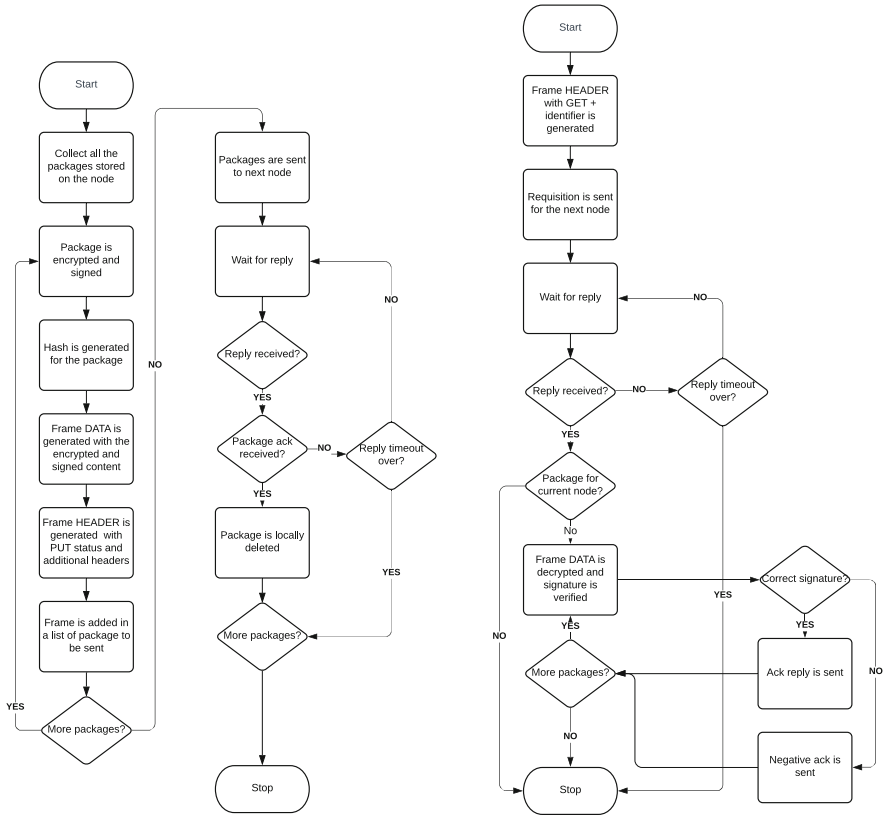 Start
Collect all the
packages stored
on the node
Package is
encrypted and
signed
Hash is generated
for the package
Frame DATA is
generated with the
encrypted and
signed content
Frame HEADER is
generated with
PUT status and
additional headers
Frame is added in
a list of package to
be sent
More packages?
YES
NO
Packages are sent
to next node
Wait for reply
Reply received?
YES
Package ack
received?
NO
Reply timeout
over?
NO
YES
YES
Package is locally
deleted
More packages?
Stop
Start
Frame HEADER
with GET +
identifier is
generated
Requisition is sent
for the next node
Wait for reply
NO
Reply received?
NO
Reply timeout
over?
YES
YES
Package for
current node?
No
NO
Frame DATA is
decrypted and
signature is
verified
Correct signature?
YES
NO
Ack reply is sent
Negative ack is
sent
YES
More packages?
NO
Stop